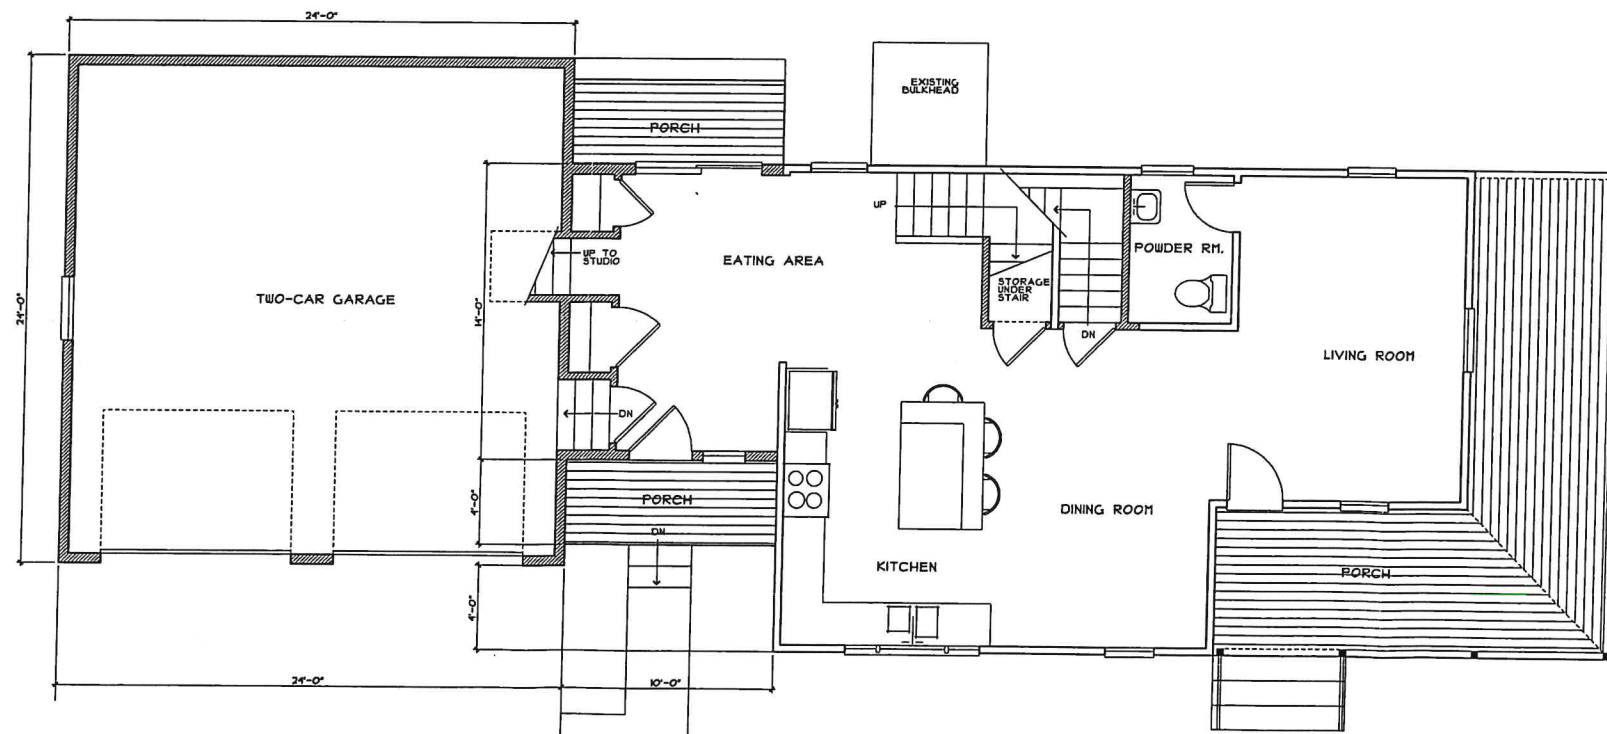 24'-0"
EXISTING
BULKHEAD
PORCH
UP
UP TO
STUDIO
EATING AREA
POWDER RM.
STORAGE
UNDER
STAIR
TWO-CAR GARAGE
24'-0"
14'-0"
DN
LIVING ROOM
DN
PORCH
4'-0"
DINING ROOM
DN
KITCHEN
PORCH
4'-0"
24'-0"
10'-0"